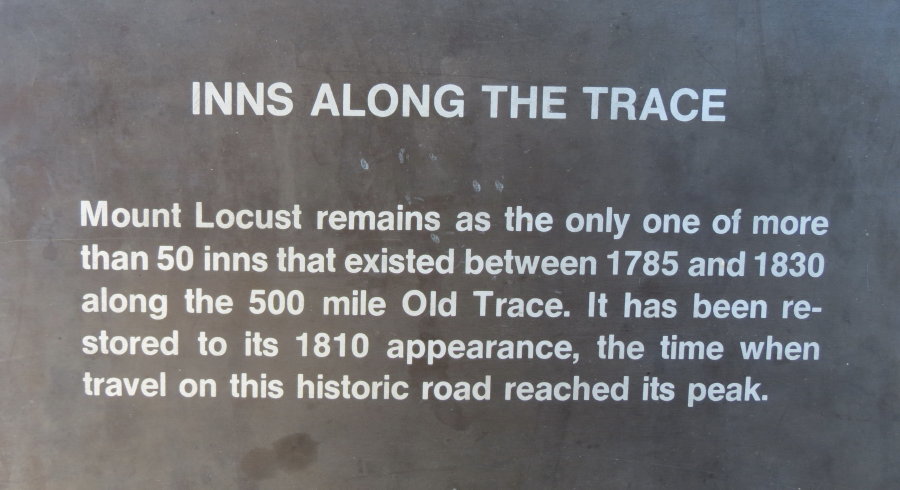 INNS ALONG THE TRACE
Mount Locust remains as the only one of more
than 50 inns that existed between 1785 and 1830
along the 500 mile Old Trace. It has been re-
stored to its 1810 appearance, the time when
travel on this historic road reached its peak.